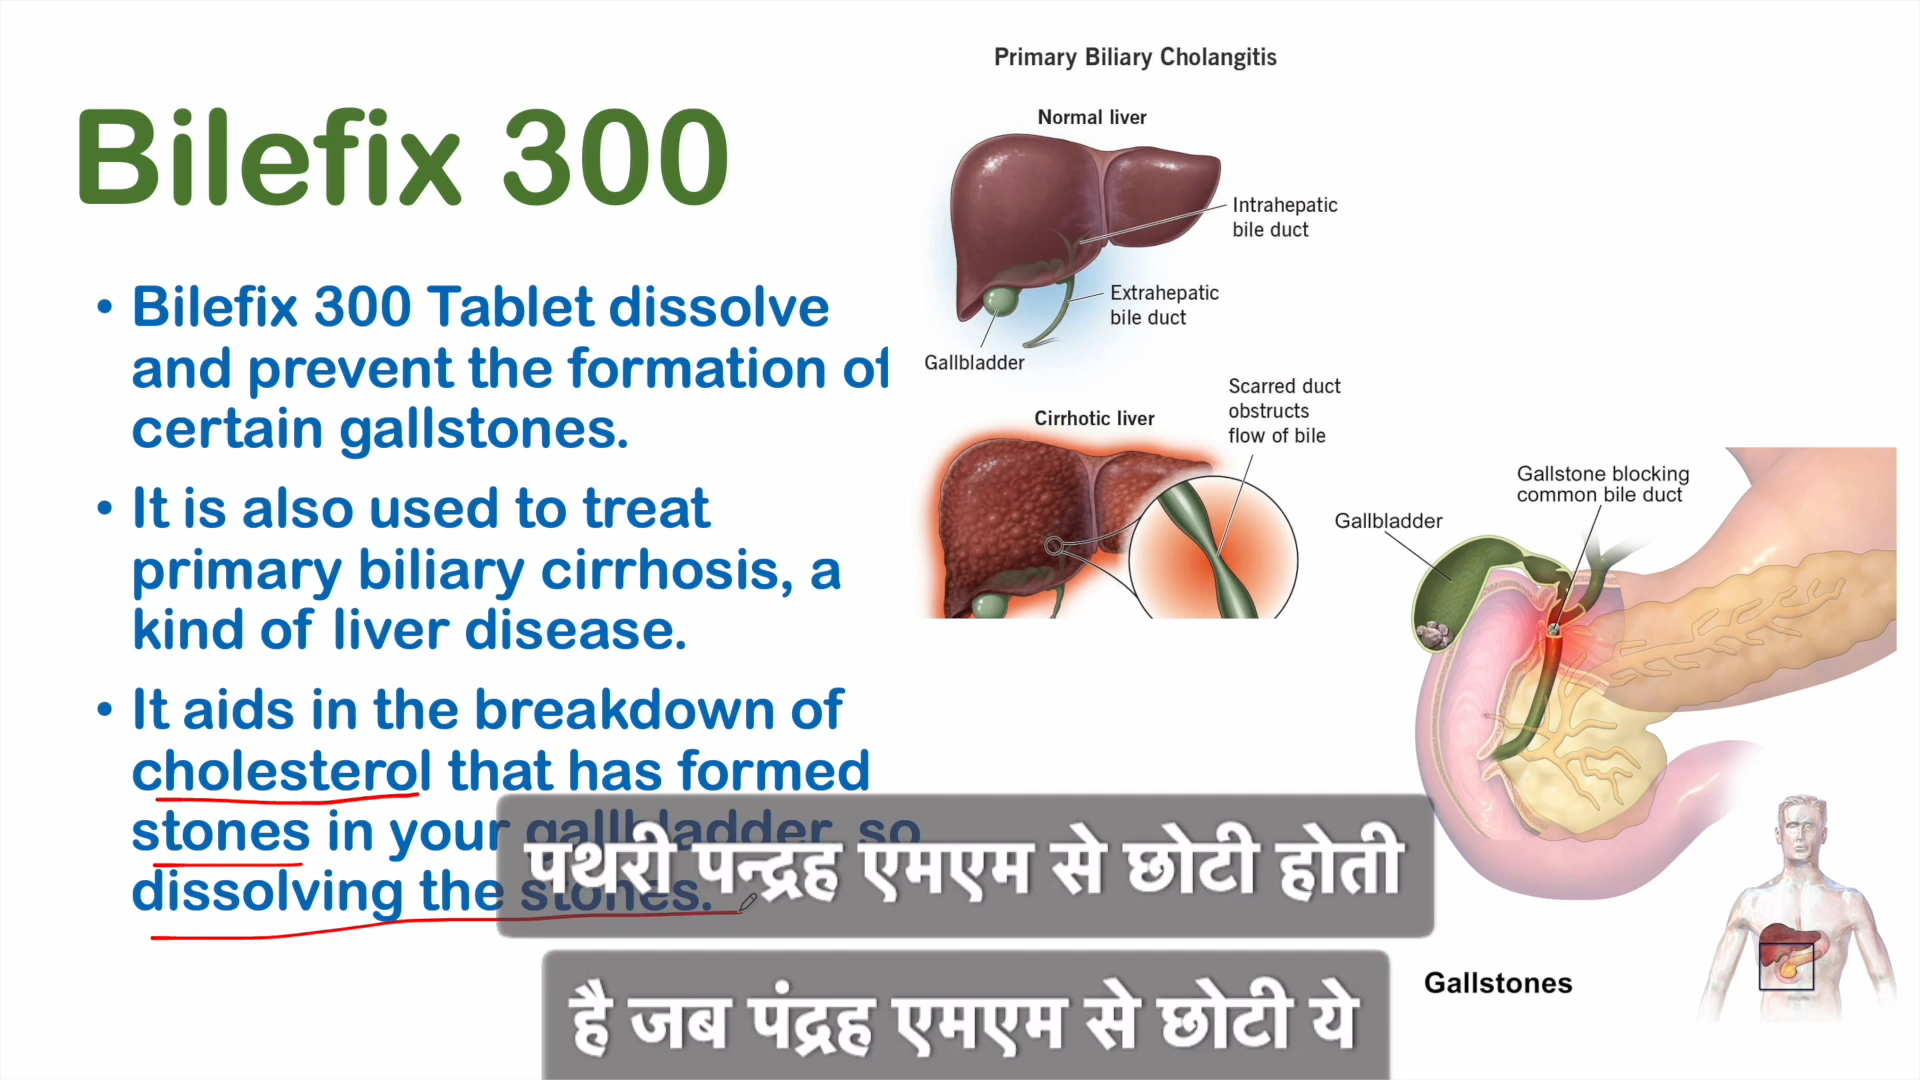 Bilefix 300
• Bilefix 300 Tablet dissolve
and prevent the formation of
certain gallstones.
• It is also used to treat
primary biliary cirrhosis, a
kind of liver disease.
• It aids in the breakdown of
cholesterol that has formed
stones in your gallbladder, so
dissolving the stones.
Primary Biliary Cholangitis
Normal liver
Intrahepatic
bile duct
Extrahepatic
bile duct
Gallbladder
Cirrhotic liver
Scarred duct
obstructs
flow of bile
Gallstone blocking
common bile duct
Gallbladder
Gallstones
पथरी पन्द्रह एमएम से छोटी होती
है जब पंद्रह एमएम से छोटी ये